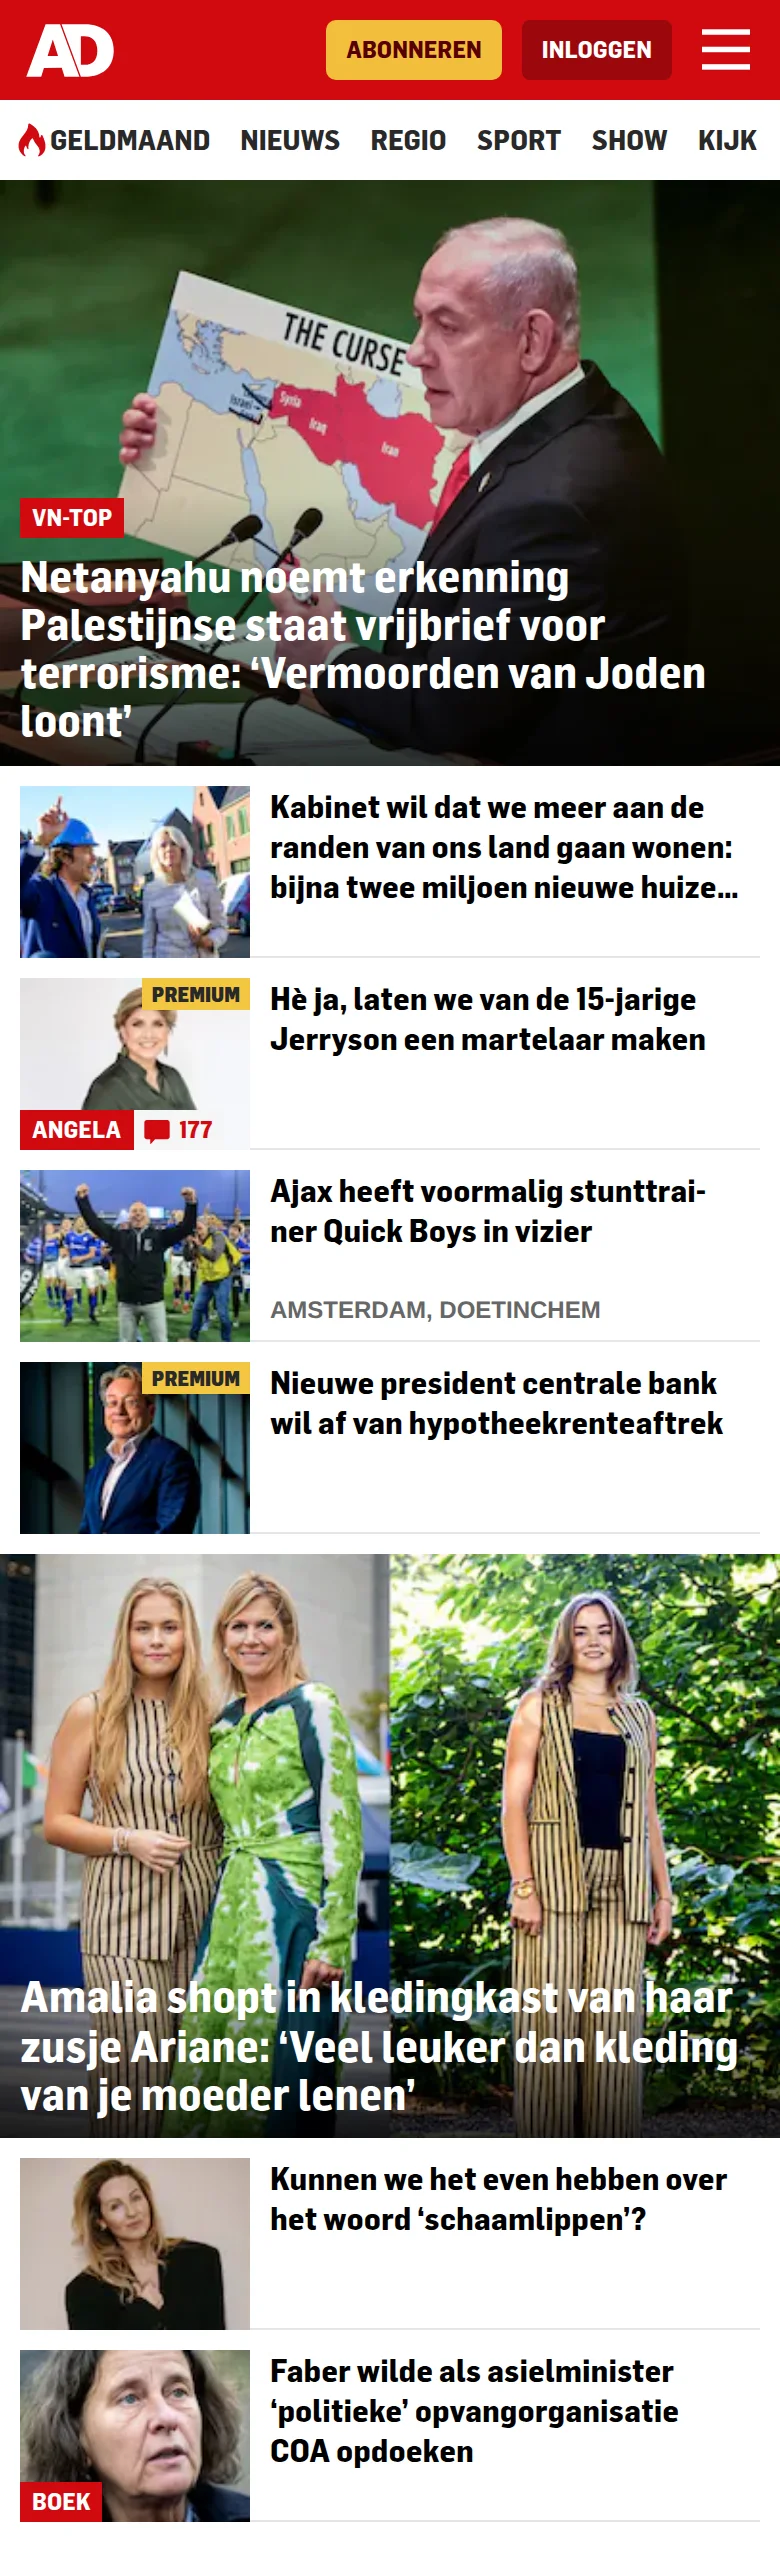 AD
ABONNEREN
INLOGGEN
GELDMAAND NIEUWS REGIO SPORT SHOW KIJK
THE CURSE
Syria
Iraq
Iran
VN-TOP
Netanyahu noemt erkenning
Palestijnse staat vrijbrief voor
terrorisme: ‘Vermoorden van Joden
loont’
Kabinet wil dat we meer aan de
randen van ons land gaan wonen:
bijna twee miljoen nieuwe huize...
PREMIUM
ANGELA
177
Hè ja, laten we van de 15-jarige
Jerryson een martelaar maken
Ajax heeft voormalig stunttrai-
ner Quick Boys in vizier
AMSTERDAM, DOETINCHEM
PREMIUM
Nieuwe president centrale bank
wil af van hypotheekrenteaftrek
Amalia shopt in kledingkast van haar
zusje Ariane: ‘Veel leuker dan kleding
van je moeder lenen’
Kunnen we het even hebben over
het woord ‘schaamlippen’?
BOEK
Faber wilde als asielminister
‘politieke’ opvangorganisatie
COA opdoeken